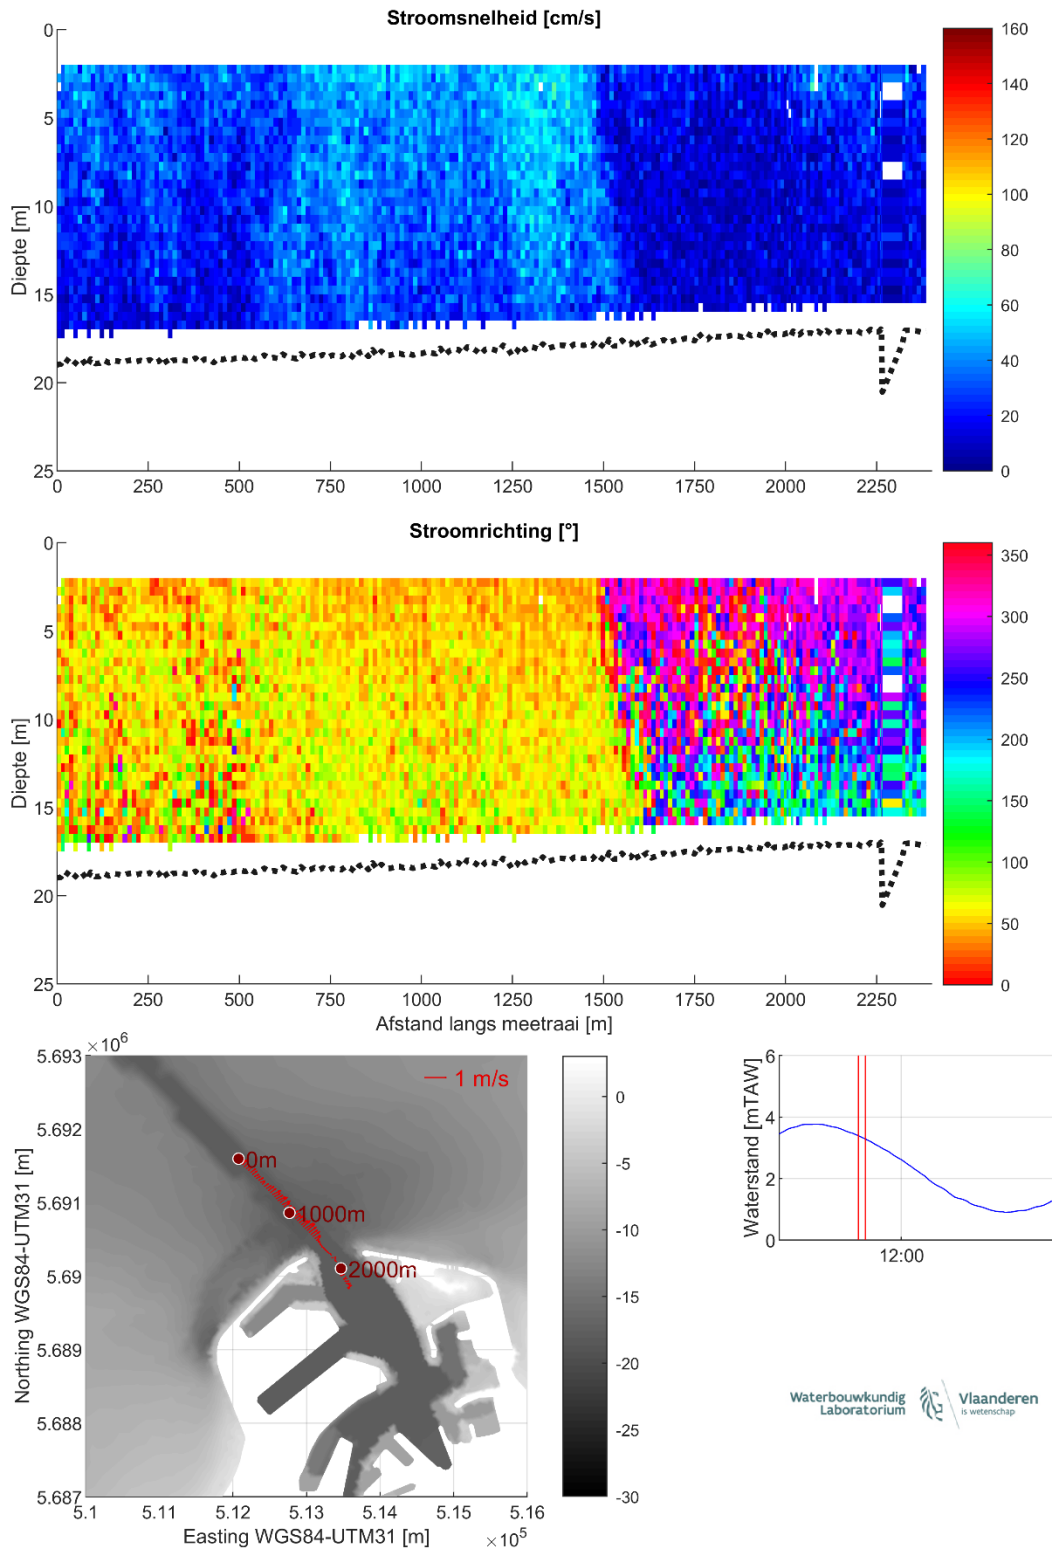 Stroomsnelheid [cm/s]
Diepte [m]
0
5
10
15
20
25
0 250 500 750 1000 1250 1500 1750 2000 2250
160
140
120
100
80
60
40
20
0
Stroomrichting [°]
Diepte [m]
0
5
10
15
20
25
0 250 500 750 1000 1250 1500 1750 2000 2250
Afstand langs meetraai [m]
350
300
250
200
150
100
50
0
×10⁶
Northing WGS84-UTM31 [m]
5.693
5.692
5.691
5.69
5.689
5.688
5.687
1 m/s
0m
1000m
2000m
5.1 5.11 5.12 5.13 5.14 5.15 5.16
Easting WGS84-UTM31 [m]
×10⁵
0
-5
-10
-15
-20
-25
-30
Waterstand [mTAW]
6
4
2
0
12:00
Waterbouwkundig
Laboratorium
Vlaanderen
is wetenschap